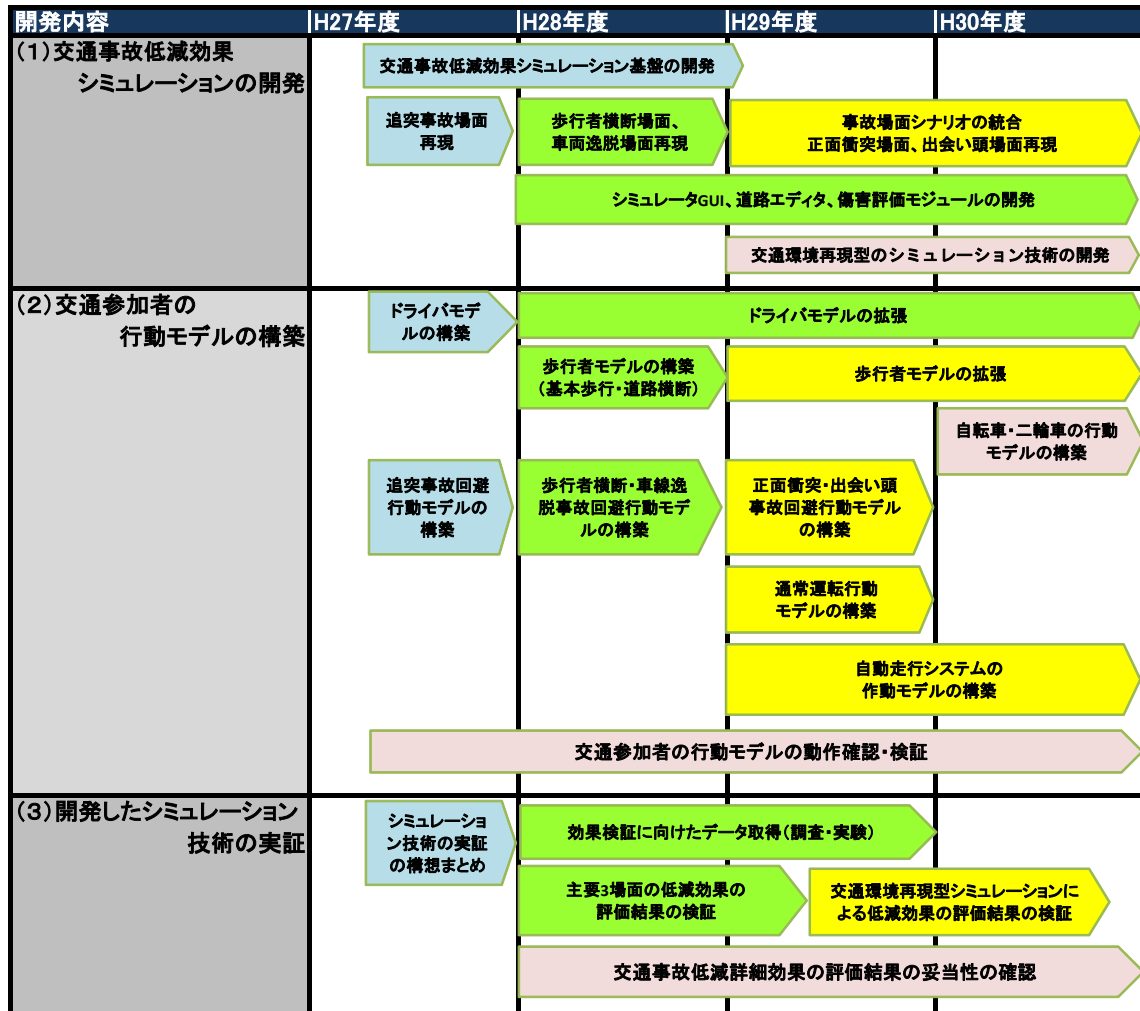 開発内容
H27年度
H28年度
H29年度
H30年度
(1)交通事故低減効果
シミュレーションの開発
交通事故低減効果シミュレーション基盤の開発
追突事故場面
再現
歩行者横断場面、
車両逸脱場面再現
事故場面シナリオの統合
正面衝突場面、出会い頭場面再現
シミュレータGUI、道路エディタ、傷害評価モジュールの開発
交通環境再現型のシミュレーション技術の開発
(2)交通参加者の
行動モデルの構築
ドライバモデ
ルの構築
ドライバモデルの拡張
歩行者モデルの構築
(基本歩行・道路横断)
歩行者モデルの拡張
自転車・二輪車の行動
モデルの構築
追突事故回避
行動モデルの
構築
歩行者横断・車線逸
脱事故回避行動モデ
ルの構築
正面衝突・出会い頭
事故回避行動モデル
の構築
通常運転行動
モデルの構築
自動走行システムの
作動モデルの構築
交通参加者の行動モデルの動作確認・検証
(3)開発したシミュレーション
技術の実証
シミュレーショ
ン技術の実証
の構想まとめ
効果検証に向けたデータ取得(調査・実験)
主要3場面の低減効果の
評価結果の検証
交通環境再現型シミュレーションに
よる低減効果の評価結果の検証
交通事故低減詳細効果の評価結果の妥当性の確認